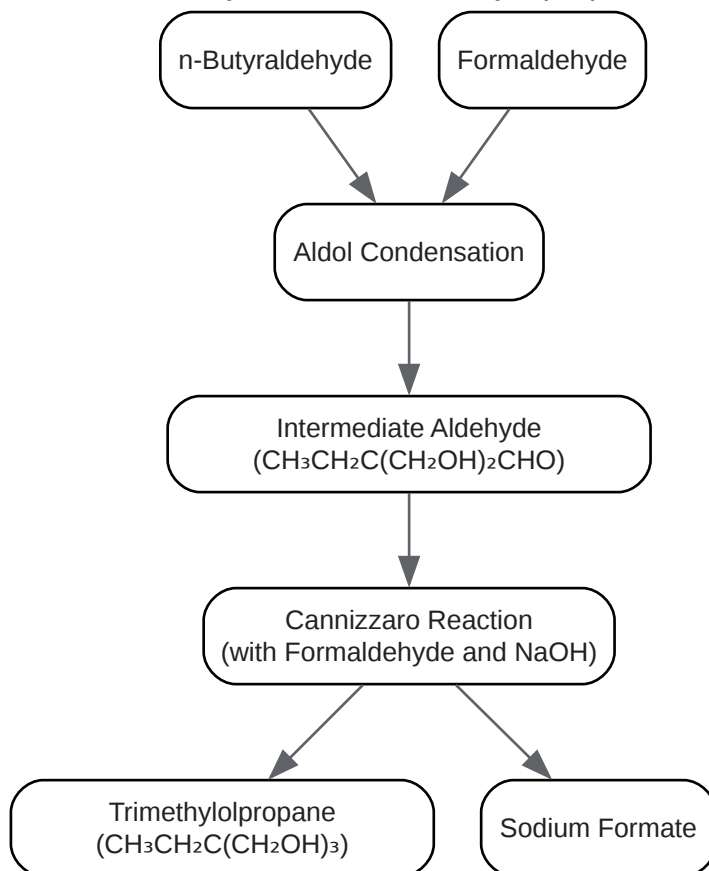 n-Butyraldehyde
Formaldehyde
Aldol Condensation
Intermediate Aldehyde
(CH₃CH₂C(CH₂OH)₂CHO)
Cannizzaro Reaction
(with Formaldehyde and NaOH)
Trimethylolpropane
(CH₃CH₂C(CH₂OH)₃)
Sodium Formate